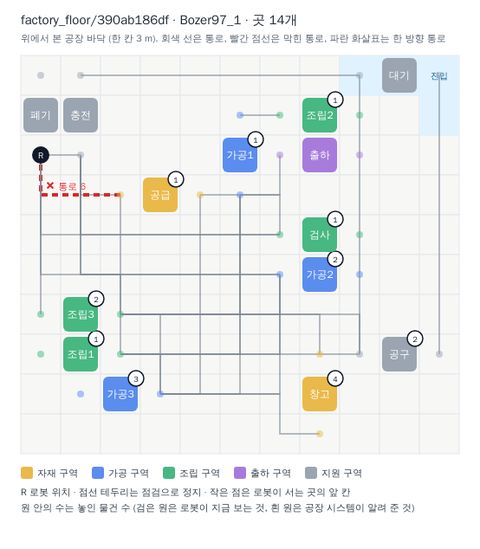 factory_floor/390ab186df · Bozer97_1 · 곳 14개
위에서 본 공장 바닥 (한 칸 3 m). 회색 선은 통로, 빨간 점선은 막힌 통로, 파란 화살표는 한 방향 통로
대기
진입
폐기
충전
조립2
1
R
가공1
1
출하
✕ 통로 6
공급
1
검사
1
가공2
2
조립3
2
조립1
1
공구
2
가공3
3
창고
4
자재 구역
가공 구역
조립 구역
출하 구역
지원 구역
R 로봇 위치 · 점선 테두리는 점검으로 정지 · 작은 점은 로봇이 서는 곳의 앞 칸
원 안의 수는 놓인 물건 수 (검은 원은 로봇이 지금 보는 것, 흰 원은 공장 시스템이 알려 준 것)